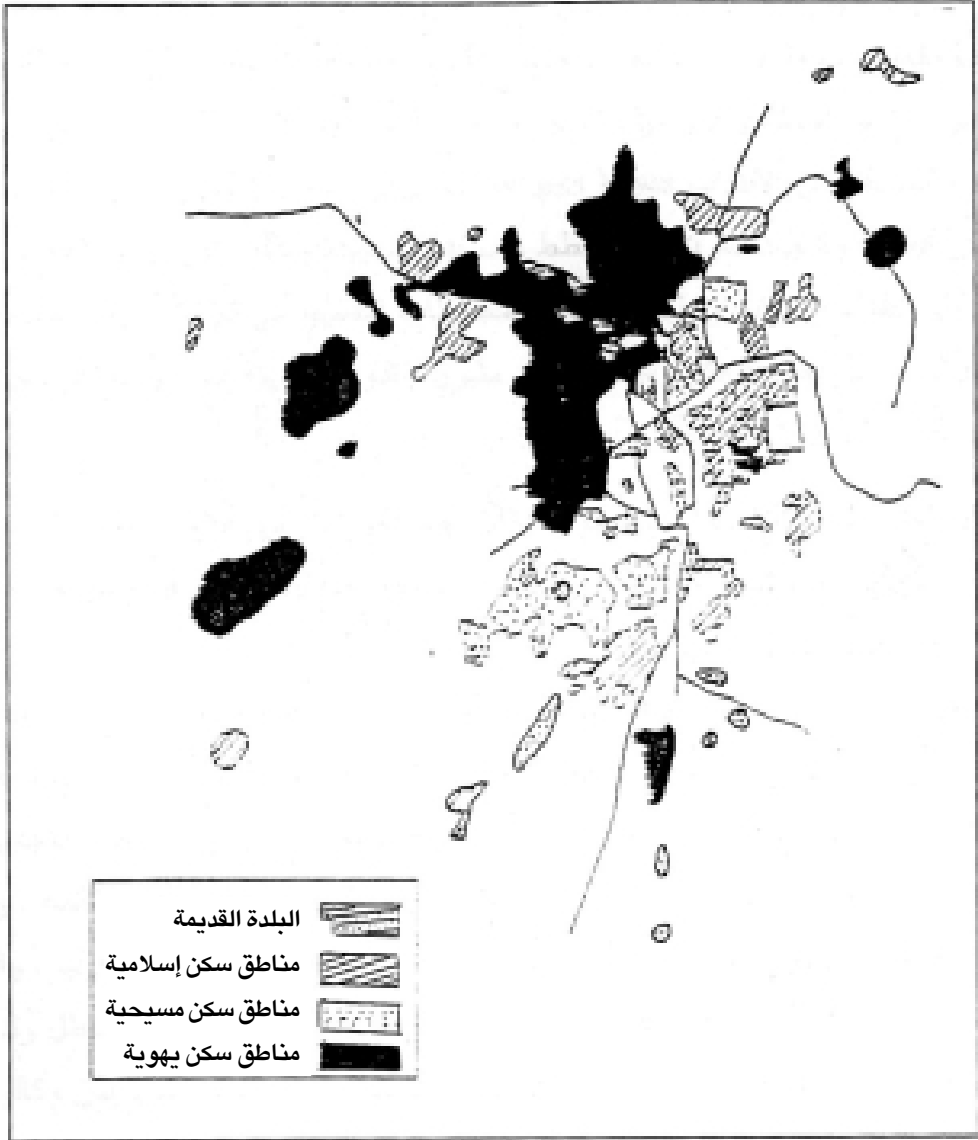 البلدة القديمة
مناطق سكن إسلامية
مناطق سكن مسيحية
مناطق سكن يهوية